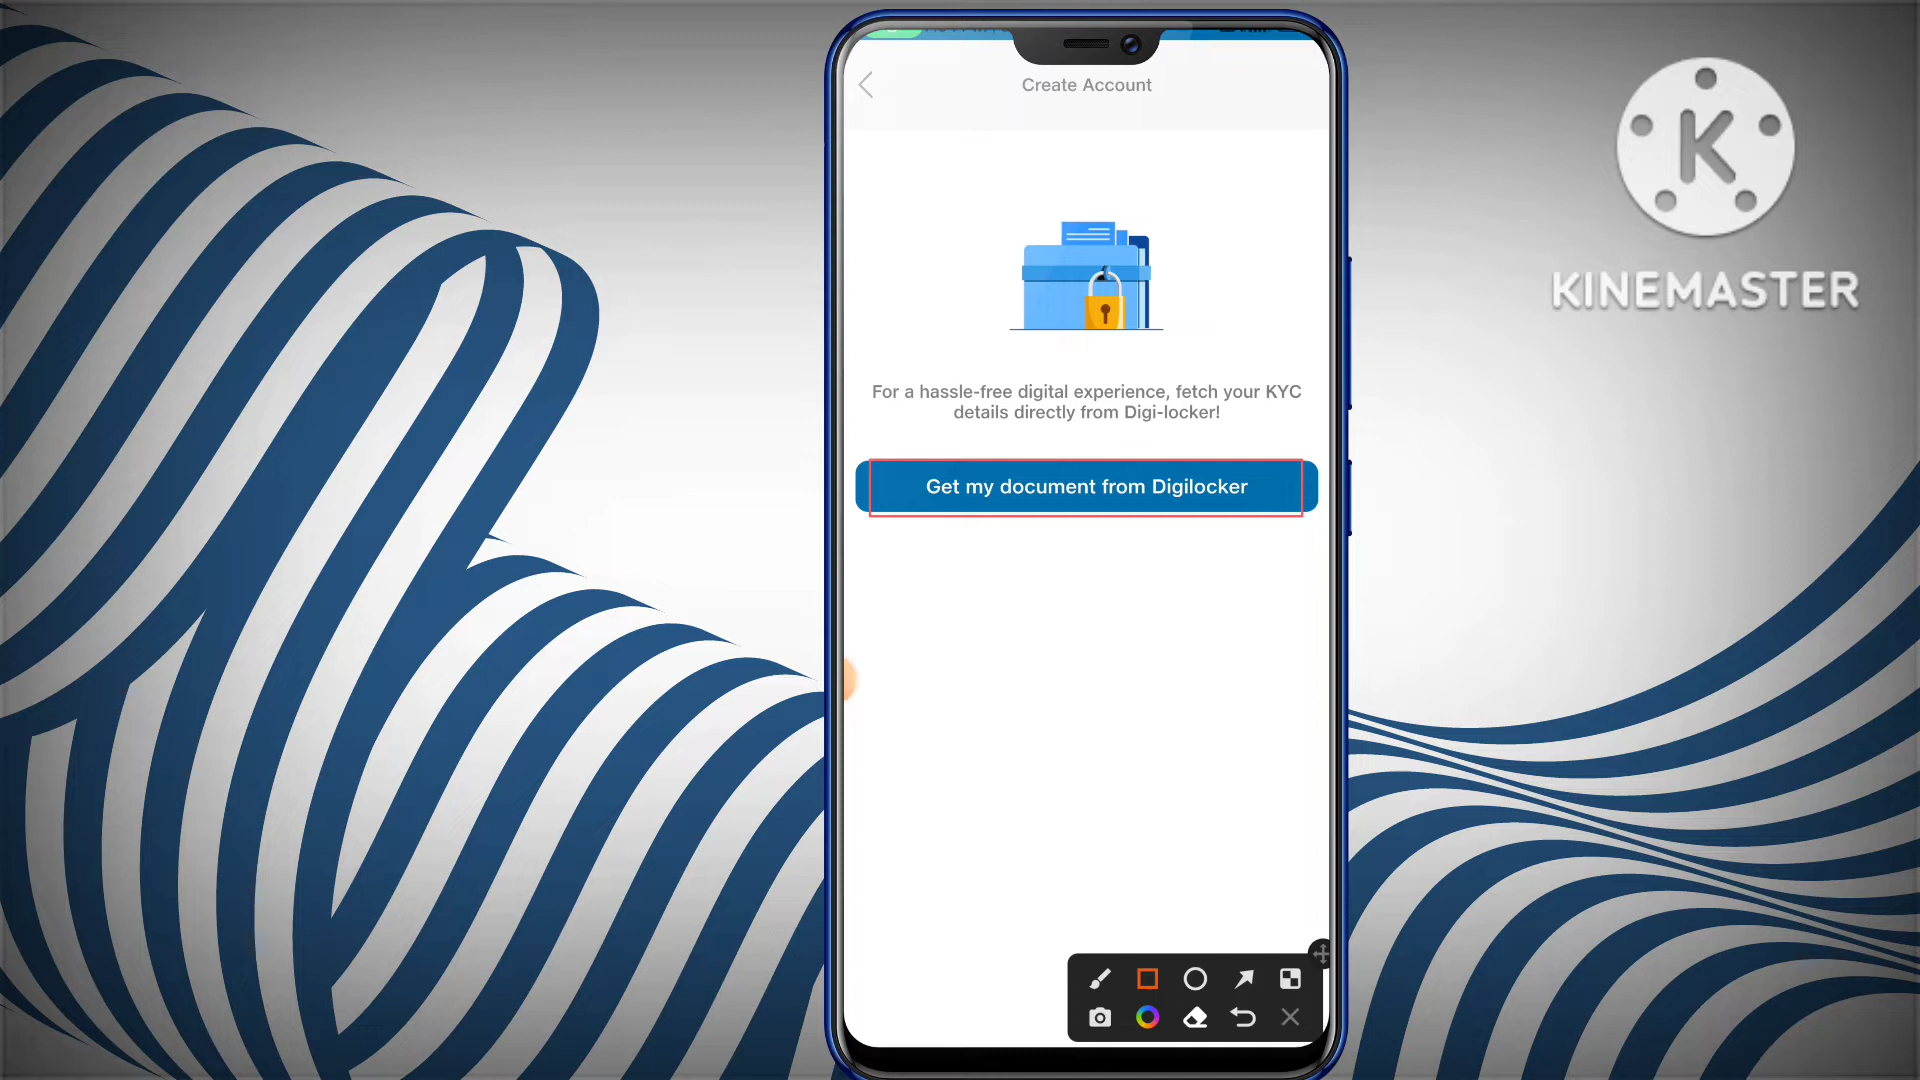 Create Account
K
KINEMASTER
For a hassle-free digital experience, fetch your KYC
details directly from Digi-locker!
Get my document from Digilocker